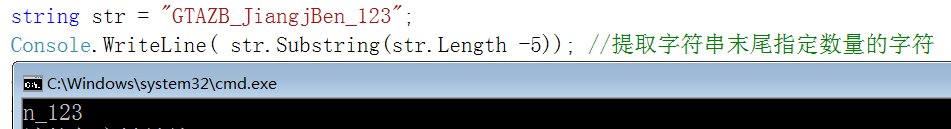 string str = "GTAZB_JiangjBen_123";
Console.WriteLine( str.Substring(str.Length -5)); //提取字符串末尾指定数量的字符
C:\Windows\system32\cmd.exe
n_123